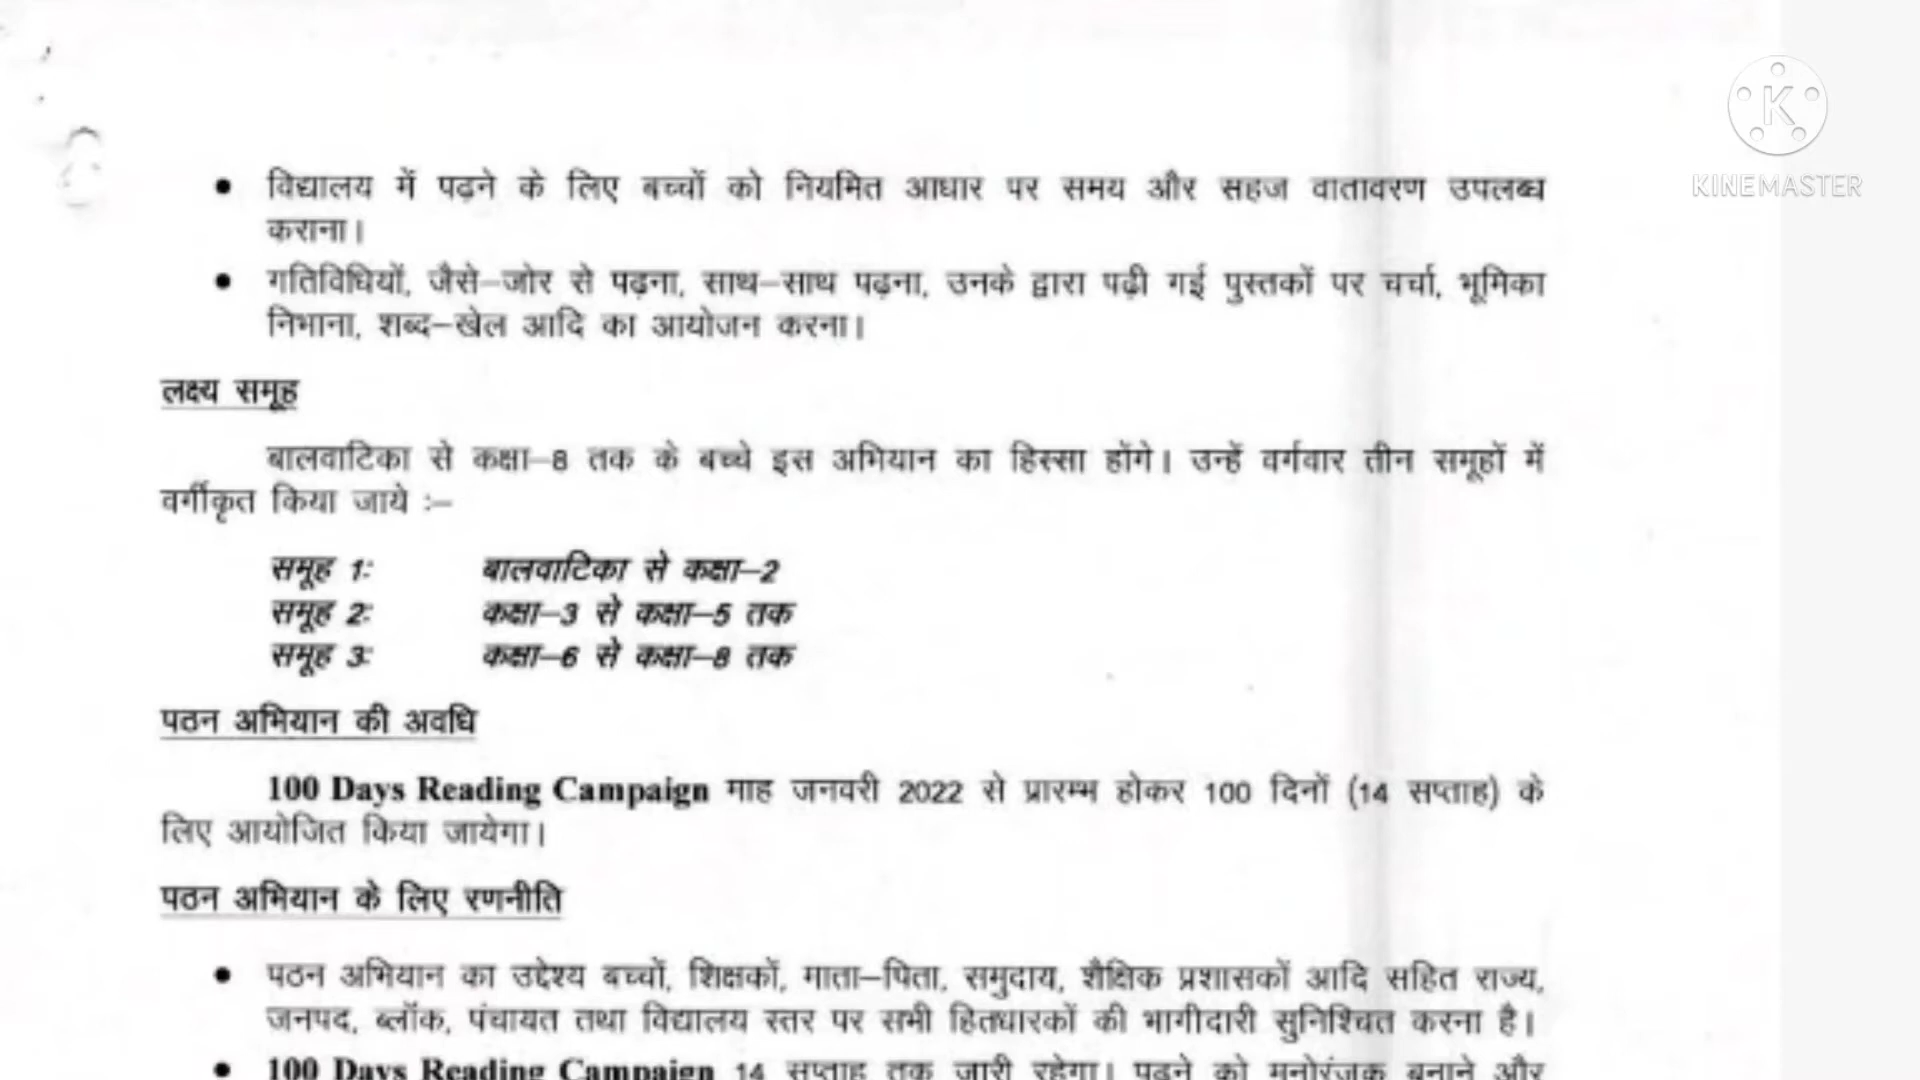 • विद्यालय में पढ़ने के लिए बच्चों को नियमित आधार पर समय और सहज वातावरण उपलब्ध
कराना।
• गतिविधियों, जैसे–जोर से पढ़ना, साथ–साथ पढ़ना, उनके द्वारा पढ़ी गई पुस्तकों पर चर्चा, भूमिका
निभाना, शब्द–खेल आदि का आयोजन करना।
लक्ष्य समूह
बालवाटिका से कक्षा–8 तक के बच्चे इस अभियान का हिस्सा होंगे। उन्हें वर्गवार तीन समूहों में
वर्गीकृत किया जाये :–
समूह 1: बालवाटिका से कक्षा–2
समूह 2: कक्षा–3 से कक्षा–5 तक
समूह 3: कक्षा–6 से कक्षा–8 तक
पठन अभियान की अवधि
100 Days Reading Campaign माह जनवरी 2022 से प्रारम्भ होकर 100 दिनों (14 सप्ताह) के
लिए आयोजित किया जायेगा।
पठन अभियान के लिए रणनीति
• पठन अभियान का उद्देश्य बच्चों, शिक्षकों, माता–पिता, समुदाय, शैक्षिक प्रशासकों आदि सहित राज्य,
जनपद, ब्लॉक, पंचायत तथा विद्यालय स्तर पर सभी हितधारकों की भागीदारी सुनिश्चित करना है।
• 100 Days Reading Campaign 14 सप्ताह तक जारी रहेगा। पढ़ने को मनोरंजक बनाने और
K
KINEMASTER